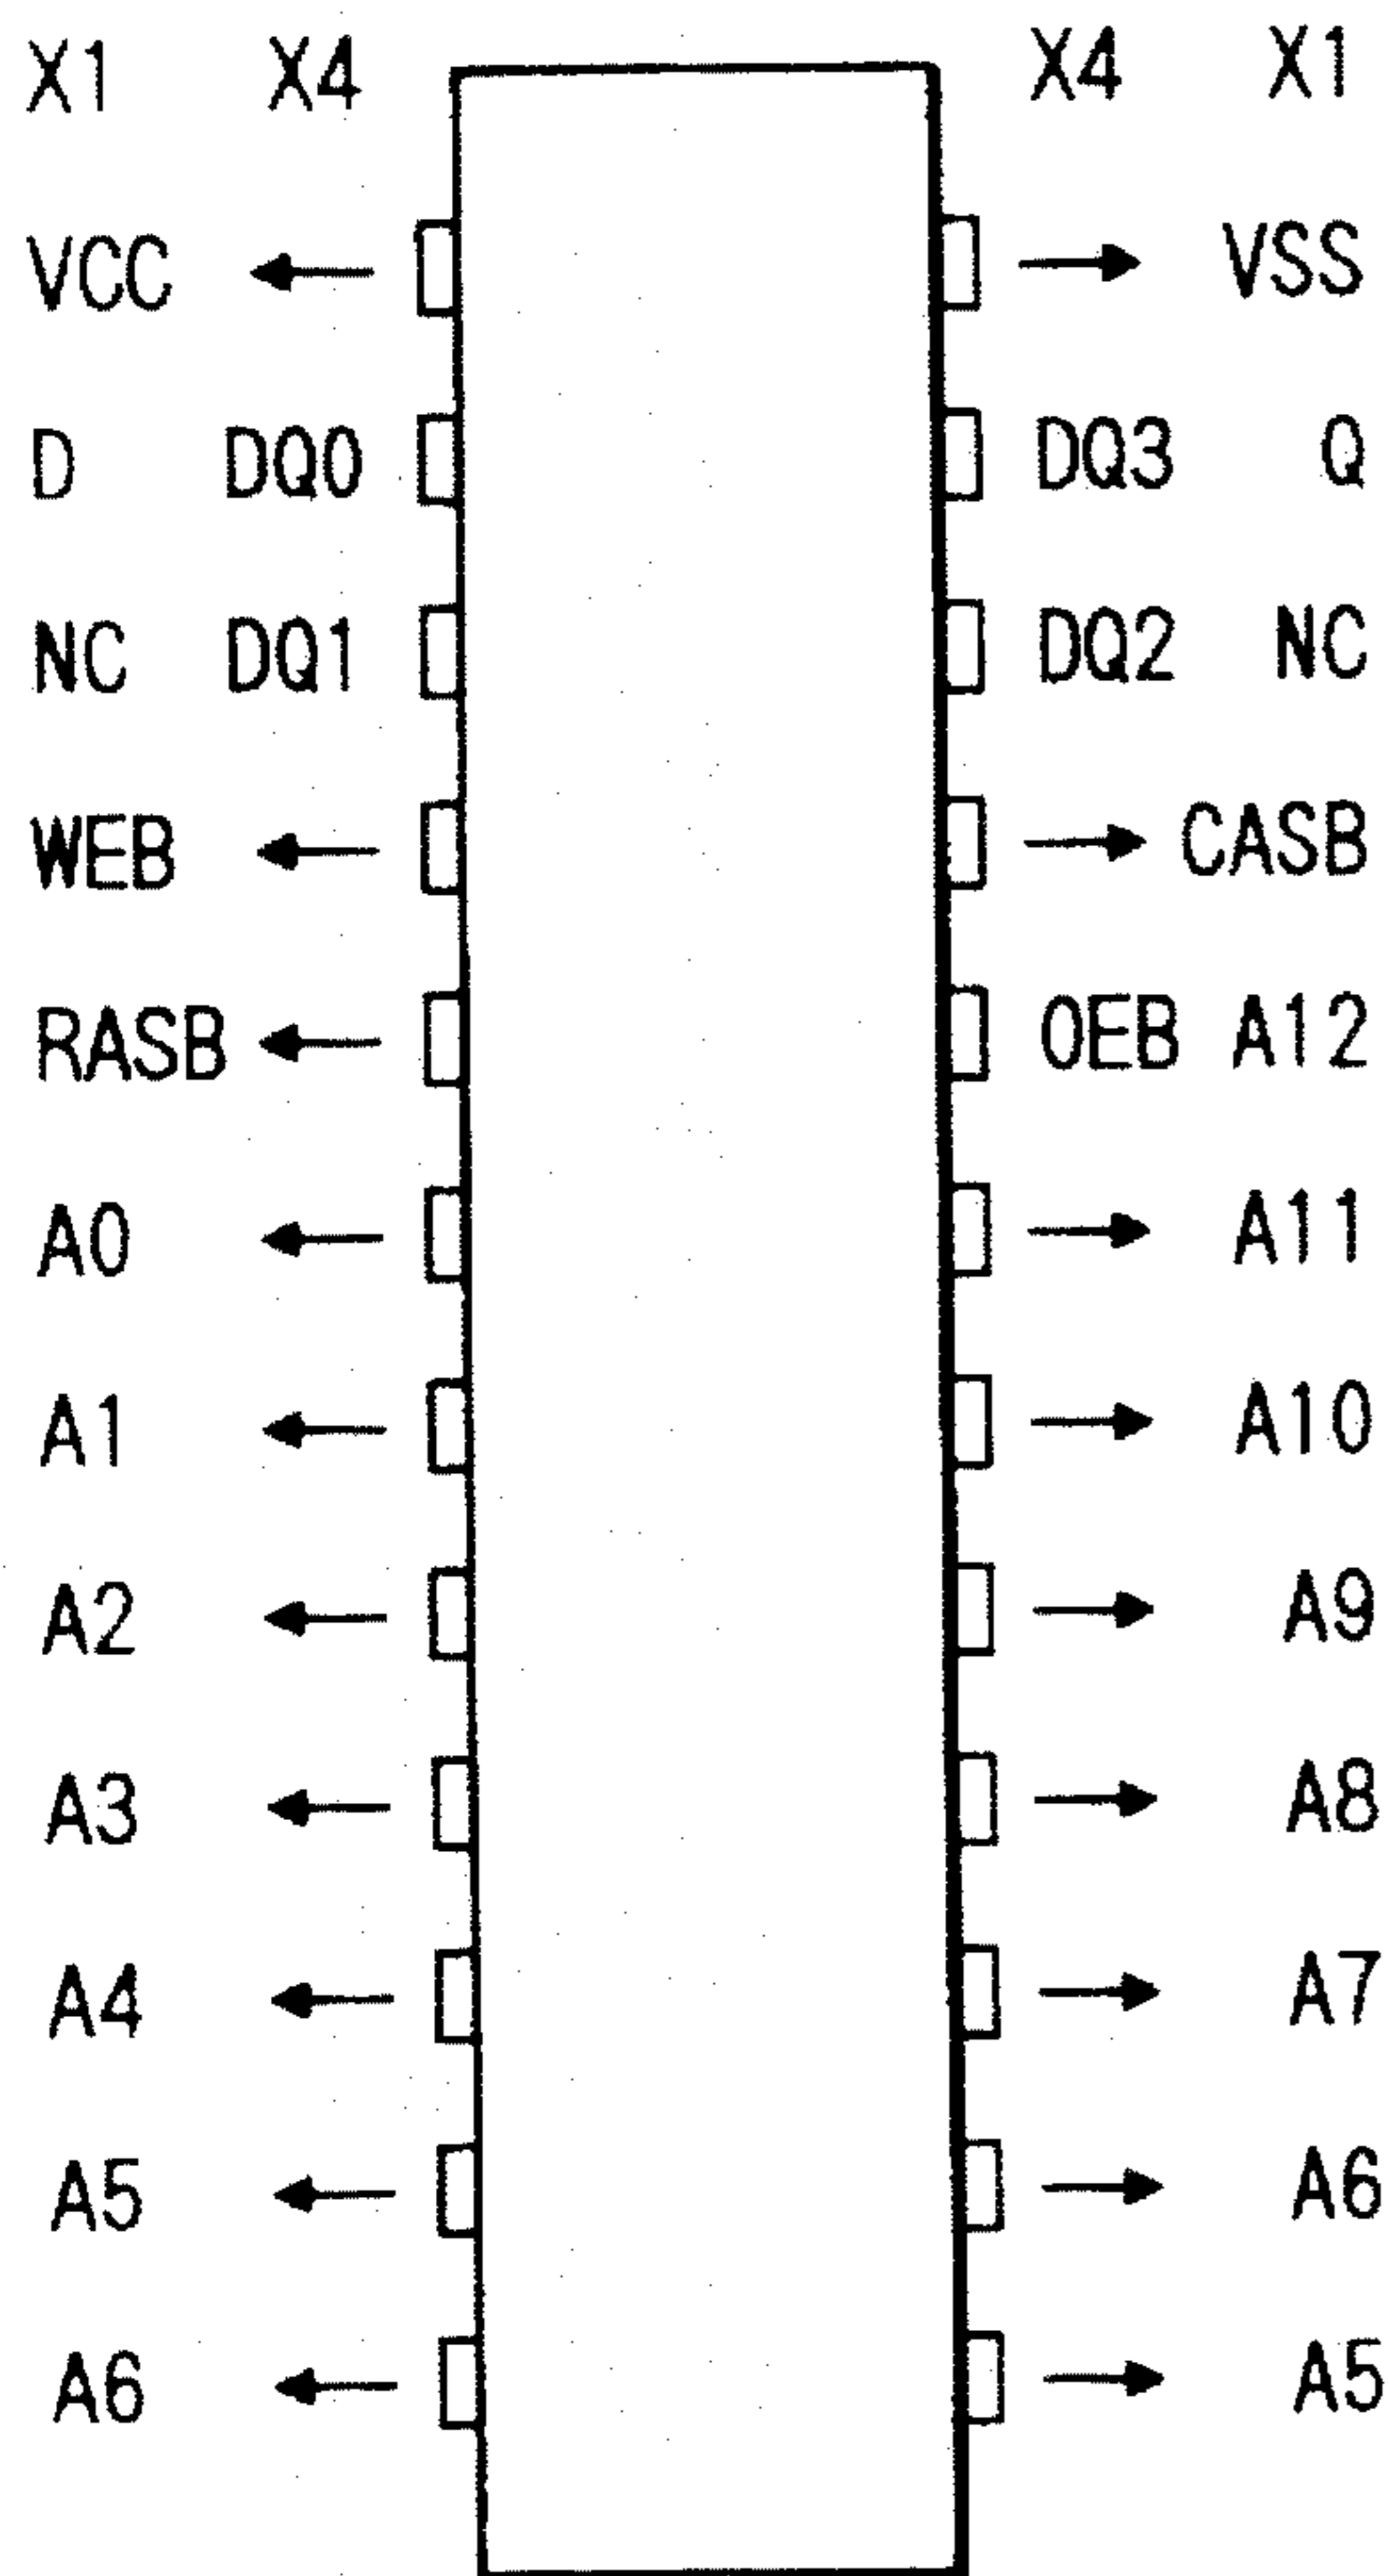 X1 X4 X4 X1
VCC VSS
D DQ0 DQ3 Q
NC DQ1 DQ2 NC
WEB CASB
RASB OEB A12
A0 A11
A1 A10
A2 A9
A3 A8
A4 A7
A5 A6
A6 A5